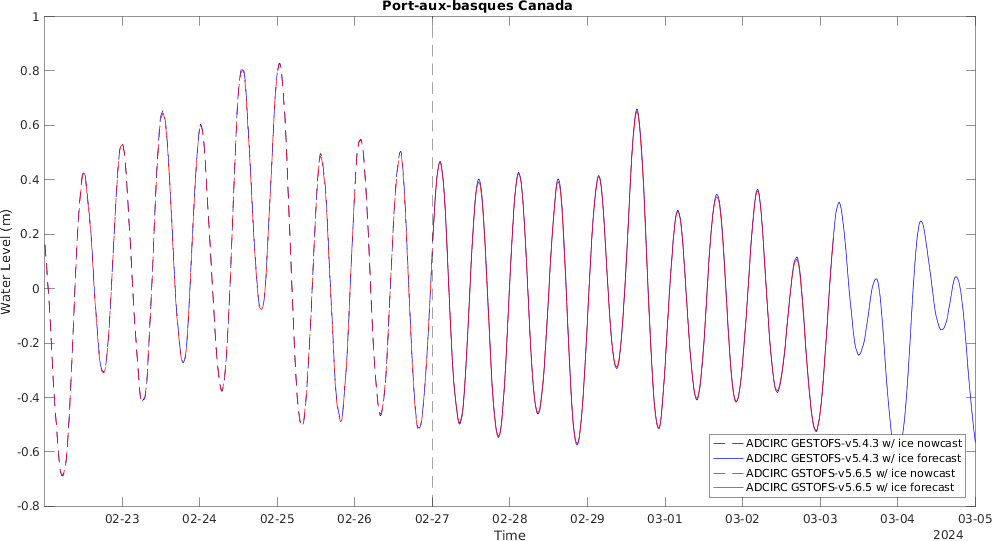 Port-aux-basques Canada
1
0.8
0.6
0.4
0.2
0
-0.2
-0.4
-0.6
-0.8
Water Level (m)
ADCIRC GESTOFS-v5.4.3 w/ ice nowcast
ADCIRC GESTOFS-v5.4.3 w/ ice forecast
ADCIRC GSTOFS-v5.6.5 w/ ice nowcast
ADCIRC GSTOFS-v5.6.5 w/ ice forecast
02-23 02-24 02-25 02-26 02-27 02-28 02-29 03-01 03-02 03-03 03-04 03-05
Time
2024